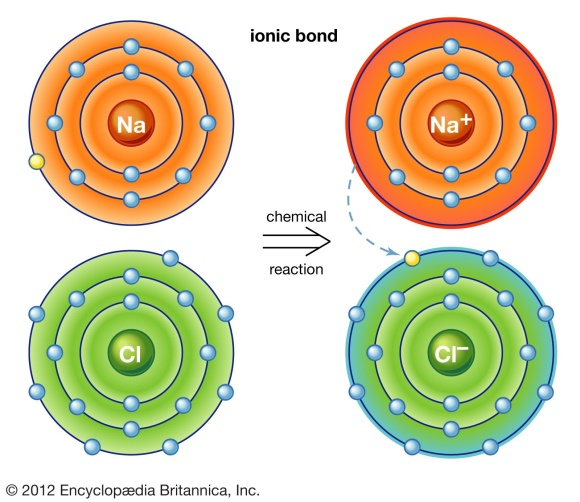 ionic bond
Na
Na+
chemical
reaction
Cl
Cl−
© 2012 Encyclopædia Britannica, Inc.